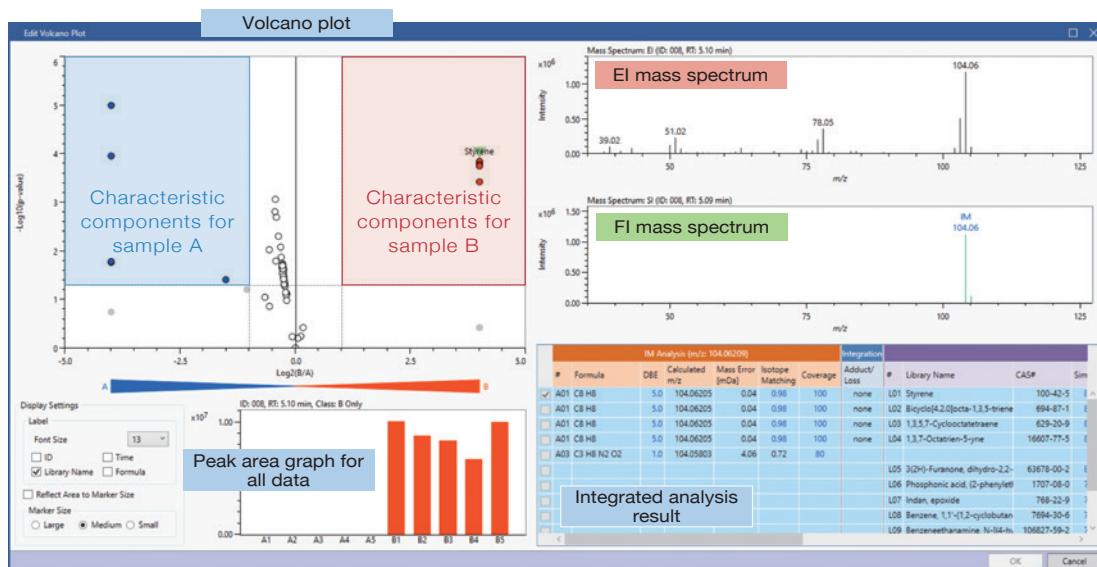 Volcano plot
Edit Volcano Plot
6
5
4
3
2
1
0
-Log10(p-value)
Characteristic
components for
sample A
Styrene
Characteristic
components for
sample B
-5.0
-2.5
0.0
2.5
5.0
Log2(B/A)
A
B
Mass Spectrum: EI (ID: 008, RT: 5.10 min)
×10⁶
EI mass spectrum
104.06
1.00
Intensity
0.50
39.02
51.02
78.05
0.00
50
75
100
125
m/z
Mass Spectrum: SI (ID: 008, RT: 5.09 min)
×10⁶
1.50
FI mass spectrum
IM
104.06
1.00
Intensity
0.50
0.00
50
75
100
125
m/z
Display Settings
Label
Font Size 13
ID Time
Library Name Formula
Reflect Area to Marker Size
Marker Size
Large Medium Small
ID: 008, RT: 5.10 min, Class: B Only
×10⁷
1.00
Peak area graph for
all data
0.00
A1 A2 A3 A4 A5 B1 B2 B3 B4 B5
IM Analysis (m/z: 104.06209) Integration
# Formula DBE Calculated m/z Mass Error [mDa] Isotope Matching Coverage Adduct/ Loss # Library Name CAS# Sim
A01 C8 H8 5.0 104.06205 0.04 0.98 100 none L01 Styrene 100-42-5
A01 C8 H8 5.0 104.06205 0.04 0.98 100 none L02 Bicyclo[4.2.0]octa-1,3,5-triene 694-87-1
A01 C8 H8 5.0 104.06205 0.04 0.98 100 none L03 1,3,5,7-Cyclooctatetraene 629-20-9
A01 C8 H8 5.0 104.06205 0.04 0.98 100 none L04 1,3,7-Octatrien-5-yne 16607-77-5
A03 C3 H8 N2 O2 1.0 104.05803 4.06 0.72 80
L05 3(2H)-Furanone, dihydro-2,2- 63678-00-2
L06 Phosphonic acid, (2-phenyleth 1707-08-0
L07 Indan, epoxide 768-22-9
L08 Benzene, 1,1'-(1,2-cyclobutan 7694-30-6
L09 Benzeneethanamine, N-[(4-h 106827-59-2
Integrated analysis
result
OK
Cancel